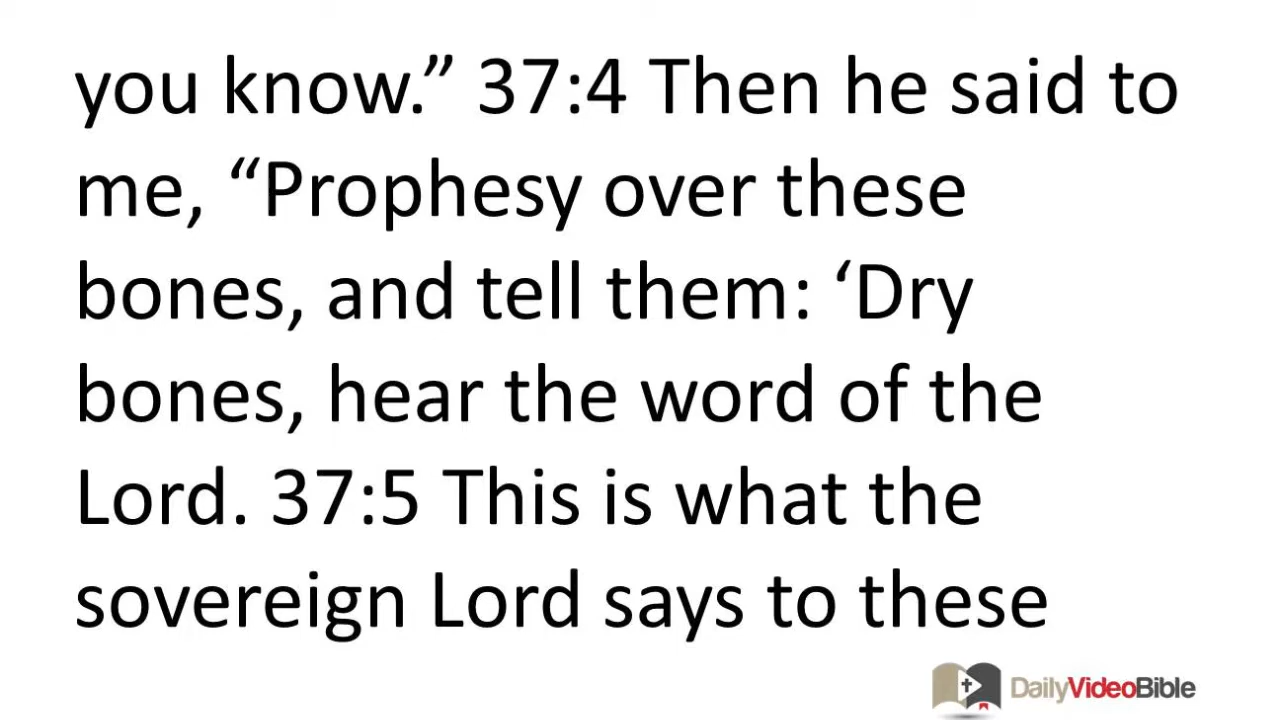 you know.” 37:4 Then he said to
me, “Prophesy over these
bones, and tell them: ‘Dry
bones, hear the word of the
Lord. 37:5 This is what the
sovereign Lord says to these
DailyVideoBible